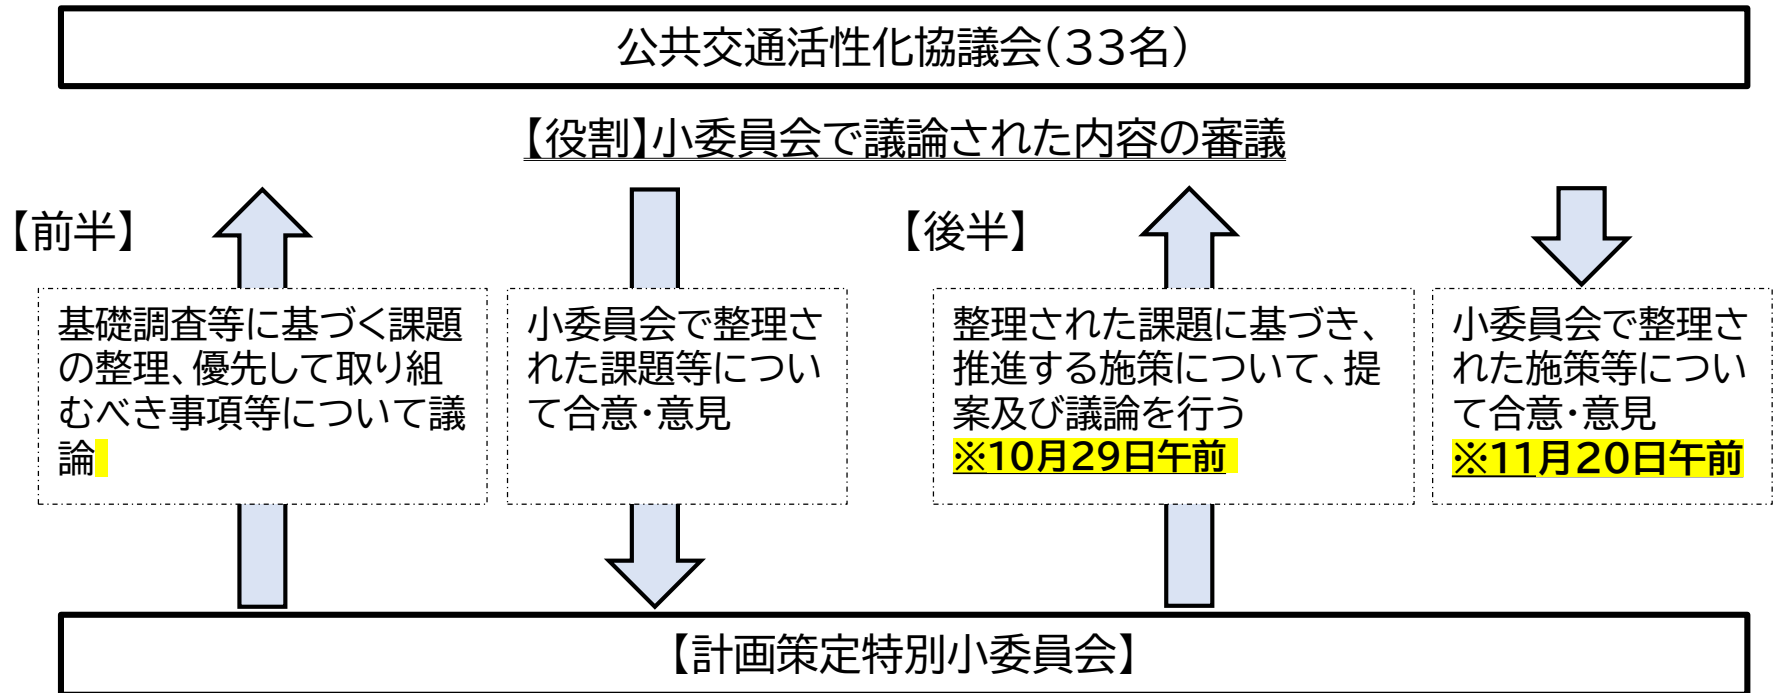 公共交通活性化協議会(33名)
【役割】小委員会で議論された内容の審議
【前半】
基礎調査等に基づく課題
の整理、優先して取り組
むべき事項等について議
論
小委員会で整理さ
れた課題等につい
て合意・意見
【後半】
整理された課題に基づき、
推進する施策について、提
案及び議論を行う
※10月29日午前
小委員会で整理さ
れた施策等につい
て合意・意見
※11月20日午前
【計画策定特別小委員会】